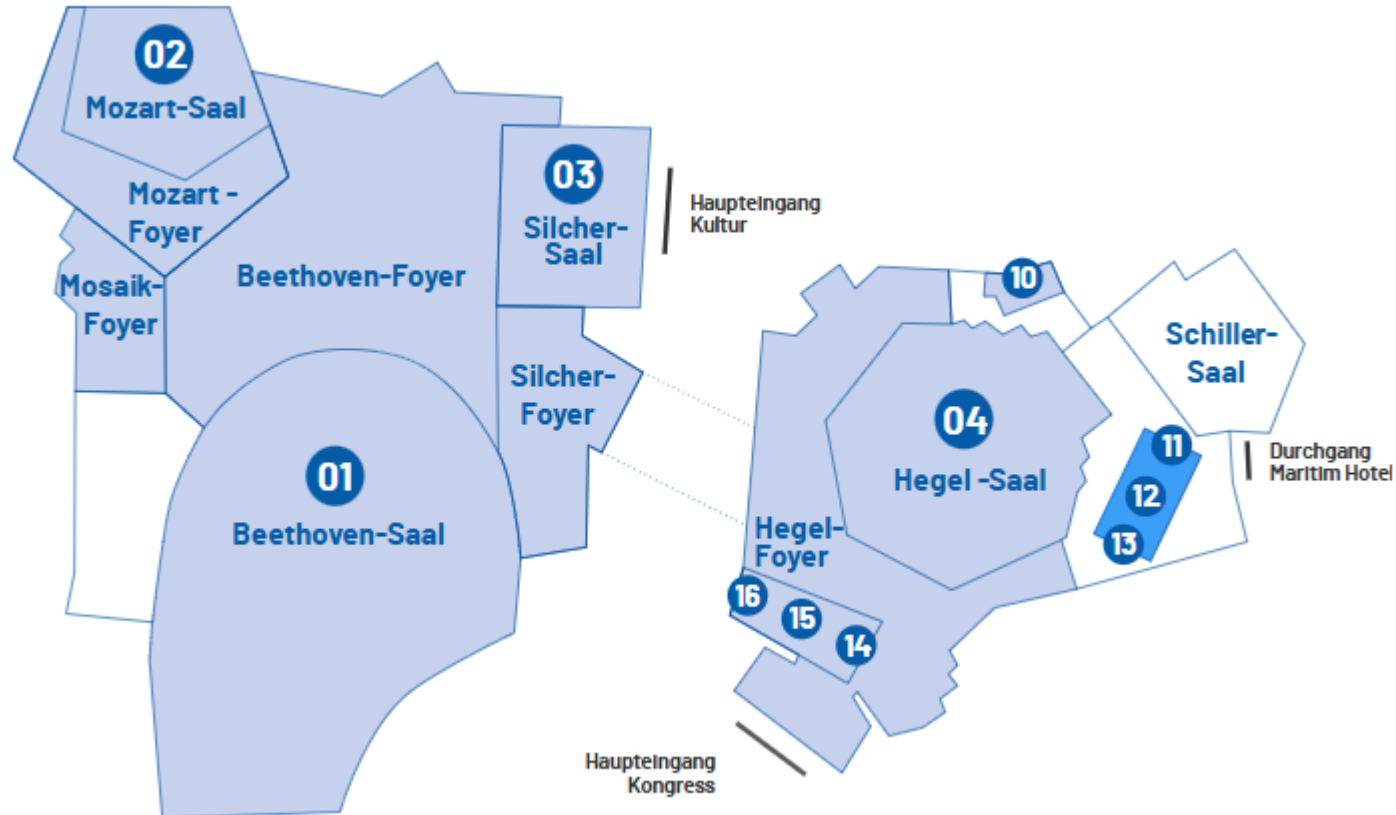 02
Mozart-Saal
Mozart -
Foyer
Mosaik-
Foyer
Beethoven-Foyer
03
Silcher-
Saal
Haupteingang
Kultur
Silcher-
Foyer
01
Beethoven-Saal
10
Schiller-
Saal
04
Hegel -Saal
11
12
13
Durchgang
Maritim Hotel
Hegel-
Foyer
16
15
14
Haupteingang
Kongress